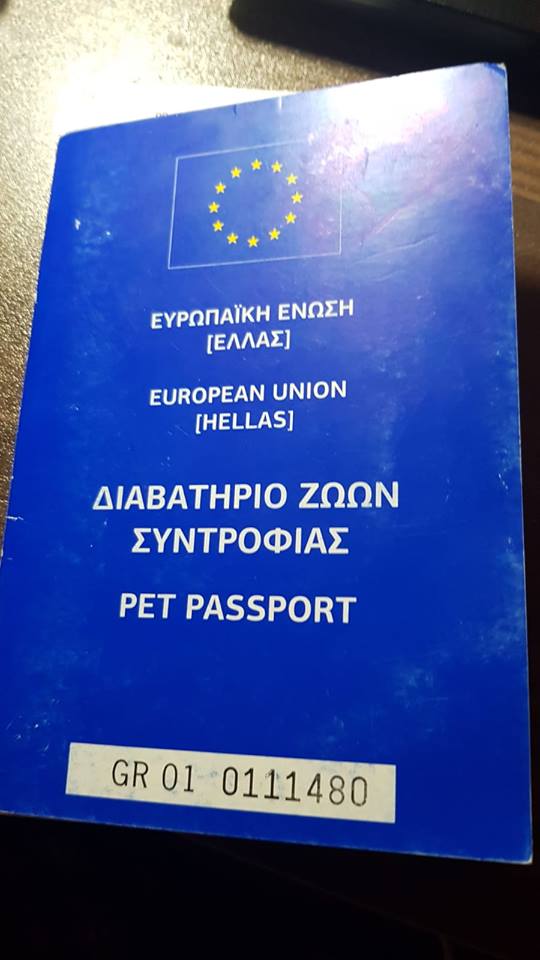 ΕΥΡΩΠΑΪΚΗ ΕΝΩΣΗ
[ΕΛΛΑΣ]
EUROPEAN UNION
[HELLAS]
ΔΙΑΒΑΤΗΡΙΟ ΖΩΩΝ
ΣΥΝΤΡΟΦΙΑΣ
PET PASSPORT
GR 01 0111480